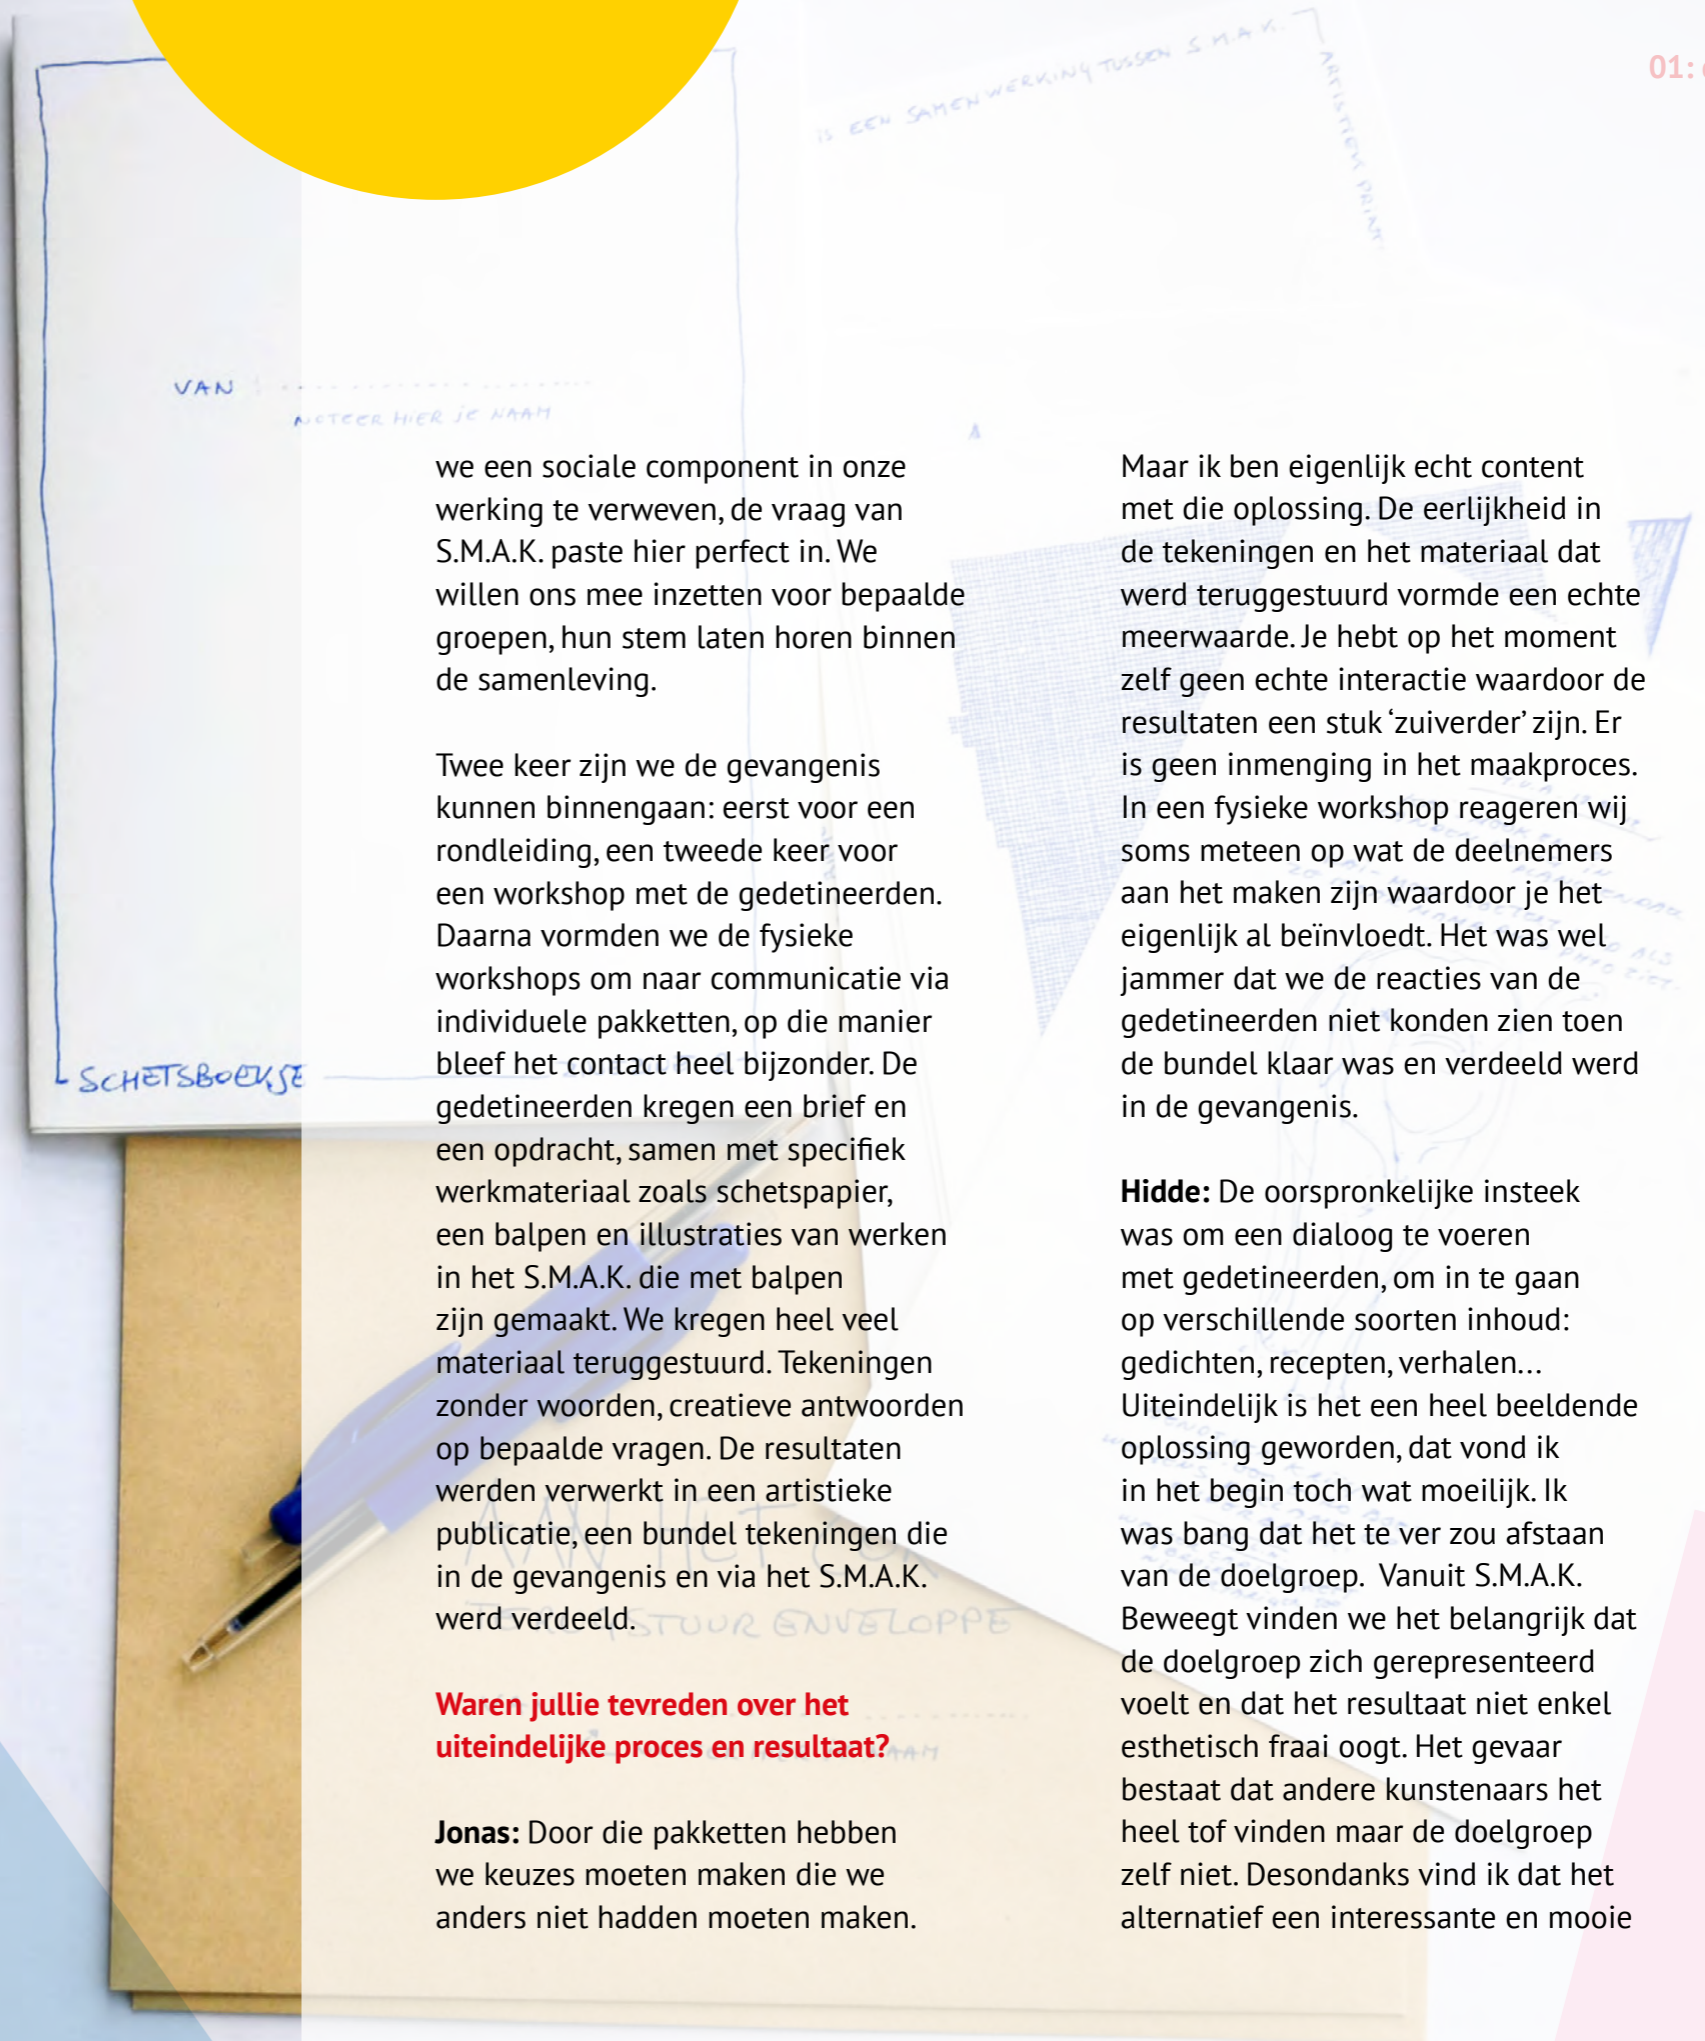 01:
IS EEN SAMENWERKING TUSSEN S.M.A.K.
ARTISTIEK PRINT.
VAN
NOTEER HIER JE NAAM
SCHETSBOEKJE
we een sociale component in onze
werking te verweven, de vraag van
S.M.A.K. paste hier perfect in. We
willen ons mee inzetten voor bepaalde
groepen, hun stem laten horen binnen
de samenleving.
Twee keer zijn we de gevangenis
kunnen binnengaan: eerst voor een
rondleiding, een tweede keer voor
een workshop met de gedetineerden.
Daarna vormden we de fysieke
workshops om naar communicatie via
individuele pakketten, op die manier
bleef het contact heel bijzonder. De
gedetineerden kregen een brief en
een opdracht, samen met specifiek
werkmateriaal zoals schetspapier,
een balpen en illustraties van werken
in het S.M.A.K. die met balpen
zijn gemaakt. We kregen heel veel
materiaal teruggestuurd. Tekeningen
zonder woorden, creatieve antwoorden
op bepaalde vragen. De resultaten
werden verwerkt in een artistieke
publicatie, een bundel tekeningen die
in de gevangenis en via het S.M.A.K.
werd verdeeld.
Waren jullie tevreden over het
uiteindelijke proces en resultaat?
Jonas: Door die pakketten hebben
we keuzes moeten maken die we
anders niet hadden moeten maken.
Maar ik ben eigenlijk echt content
met die oplossing. De eerlijkheid in
de tekeningen en het materiaal dat
werd teruggestuurd vormde een echte
meerwaarde. Je hebt op het moment
zelf geen echte interactie waardoor de
resultaten een stuk ‘zuiverder’ zijn. Er
is geen inmenging in het maakproces.
In een fysieke workshop reageren wij
soms meteen op wat de deelnemers
aan het maken zijn waardoor je het
eigenlijk al beïnvloedt. Het was wel
jammer dat we de reacties van de
gedetineerden niet konden zien toen
de bundel klaar was en verdeeld werd
in de gevangenis.
Hidde: De oorspronkelijke insteek
was om een dialoog te voeren
met gedetineerden, om in te gaan
op verschillende soorten inhoud:
gedichten, recepten, verhalen...
Uiteindelijk is het een heel beeldende
oplossing geworden, dat vond ik
in het begin toch wat moeilijk. Ik
was bang dat het te ver zou afstaan
van de doelgroep. Vanuit S.M.A.K.
Beweegt vinden we het belangrijk dat
de doelgroep zich gerepresenteerd
voelt en dat het resultaat niet enkel
esthetisch fraai oogt. Het gevaar
bestaat dat andere kunstenaars het
heel tof vinden maar de doelgroep
zelf niet. Desondanks vind ik dat het
alternatief een interessante en mooie
AAN HET
ENVELOPPE